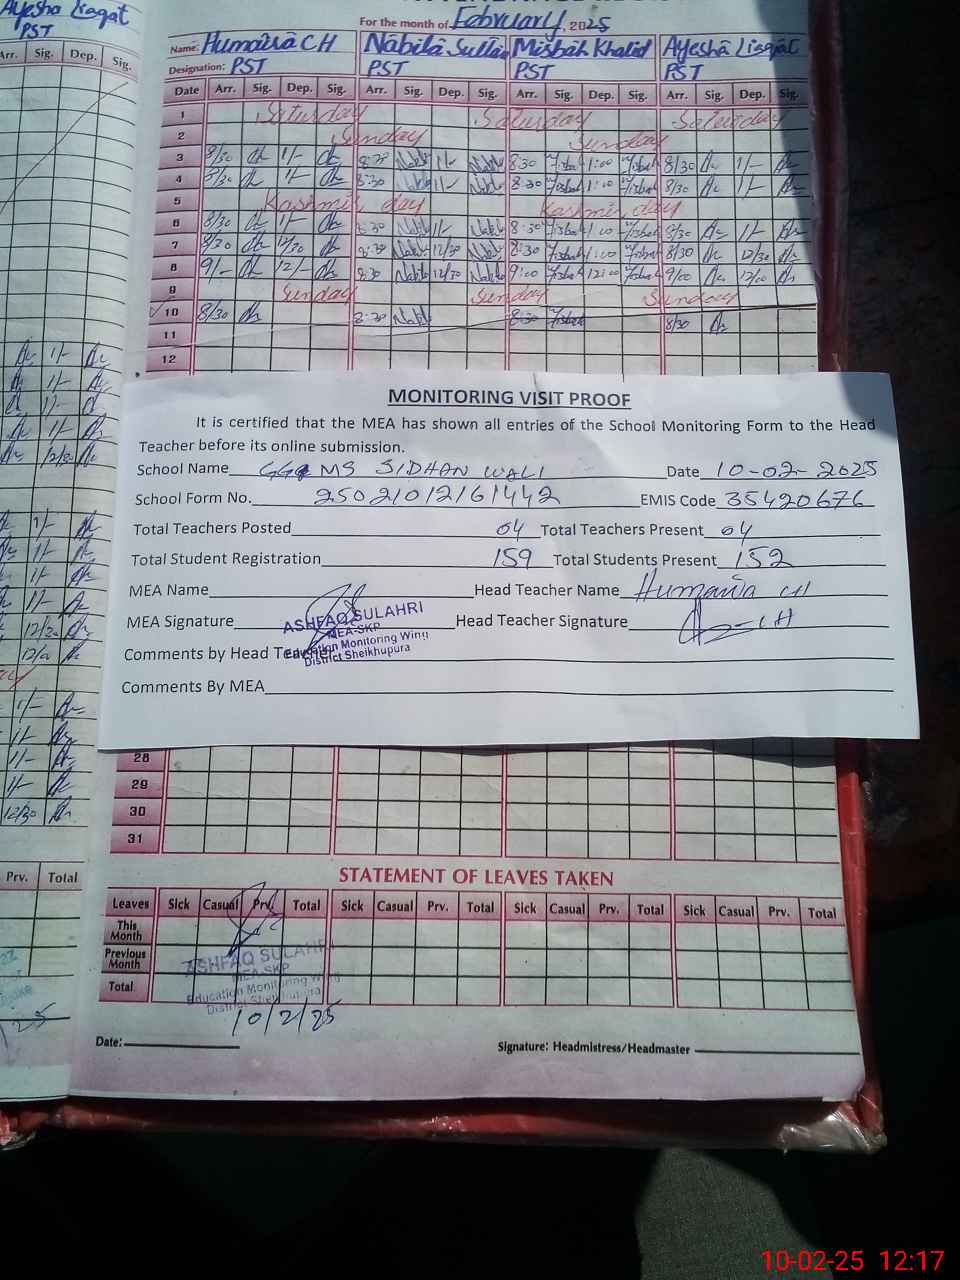 Ayesha Liaqat
PST
Arr. Sig. Dep. Sig.
For the month of February, 2025
Name: Humaira CH Nabila Sultan Misbah Khalid Ayesha Liaqat
Designation: PST PST PST PST
Date Arr. Sig. Dep. Sig. Arr. Sig. Dep. Sig. Arr. Sig. Dep. Sig. Arr. Sig. Dep. Sig.
1 Saturday Saturday Saturday
2 Sunday Sunday
3 8/30 1/- 8:30 1/- 8:30 1:00 8/30 1/-
4 8/30 1/- 8:30 1/- 8:30 1:00 8/30 1/-
5 Kashmir day Kashmir day
6 8/30 1/- 8:30 1/- 8:30 1:00 8/30 1/-
7 8/30 12/30 8:30 12/30 8:30 1:00 8/30 12/30
8 9/- 12/- 8:30 12/30 9:00 12:00 9/00 12/00
9 Sunday Sunday Sunday
10 8/30 8:30 8:30 8/30
11
12
MONITORING VISIT PROOF
It is certified that the MEA has shown all entries of the School Monitoring Form to the Head
Teacher before its online submission.
School Name MS SIDHAN WALI Date 10-02-2025
School Form No. 25021012161442 EMIS Code 35420676
Total Teachers Posted 04 Total Teachers Present 04
Total Student Registration 159 Total Students Present 152
MEA Name Head Teacher Name Humaira CH
MEA Signature Head Teacher Signature
ASHFAQ SULAHRI
MEA-SKP
Education Monitoring Wing
District Sheikhupura
Comments by Head Teacher
Comments By MEA
28
29
30
31
Prv. Total
STATEMENT OF LEAVES TAKEN
Leaves Sick Casual Prv. Total Sick Casual Prv. Total Sick Casual Prv. Total Sick Casual Prv. Total
This Month
Previous Month
Total
ASHFAQ SULAHRI
MEA-SKP
Education Monitoring Wing
District Sheikhupura
10/2/25
Date: Signature: Headmistress/Headmaster
10-02-25 12:17